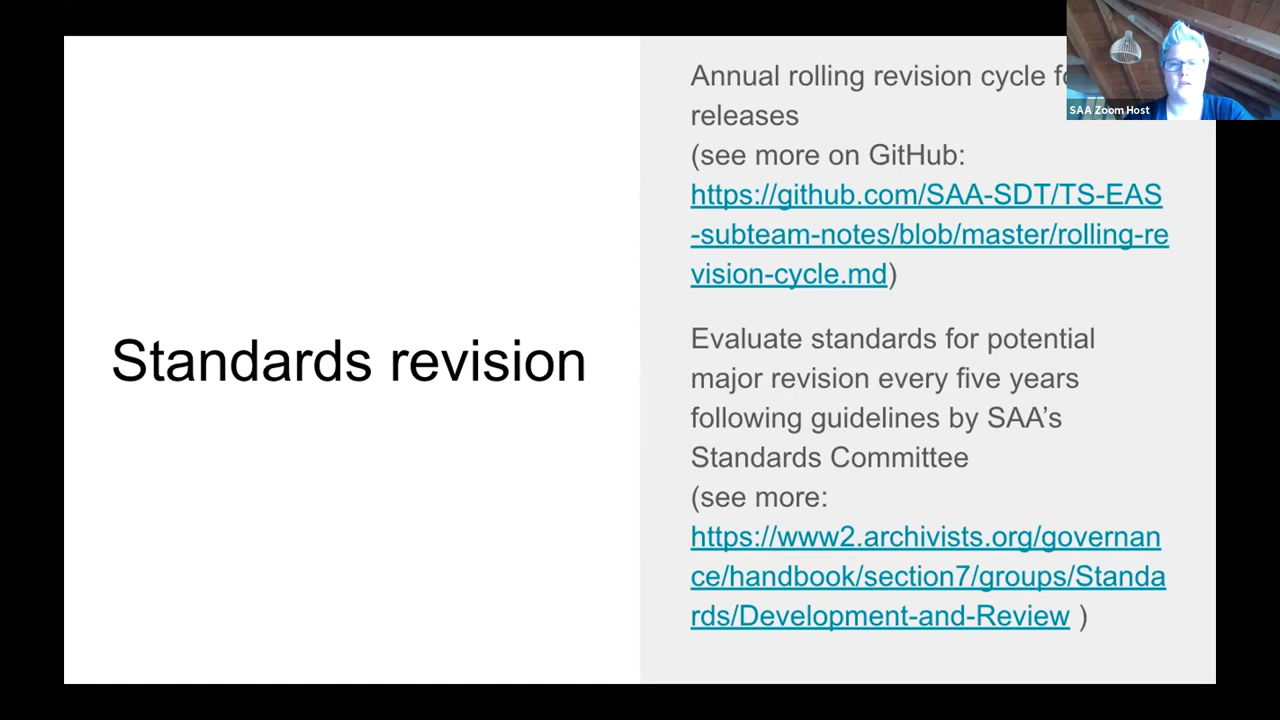 Standards revision
Annual rolling revision cycle
releases
(see more on GitHub:
https://github.com/SAA-SDT/TS-EAS
-subteam-notes/blob/master/rolling-re
vision-cycle.md)
Evaluate standards for potential
major revision every five years
following guidelines by SAA’s
Standards Committee
(see more:
https://www2.archivists.org/governan
ce/handbook/section7/groups/Standa
rds/Development-and-Review )
SAA Zoom Host